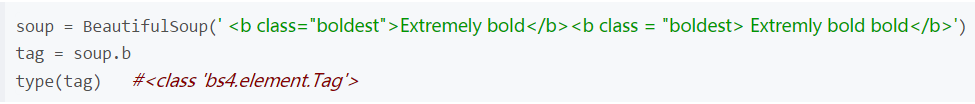 soup = BeautifulSoup(' <b class="boldest">Extremely bold</b><b class = "boldest> Extremly bold bold</b>')
tag = soup.b
type(tag) #<class 'bs4.element.Tag'>